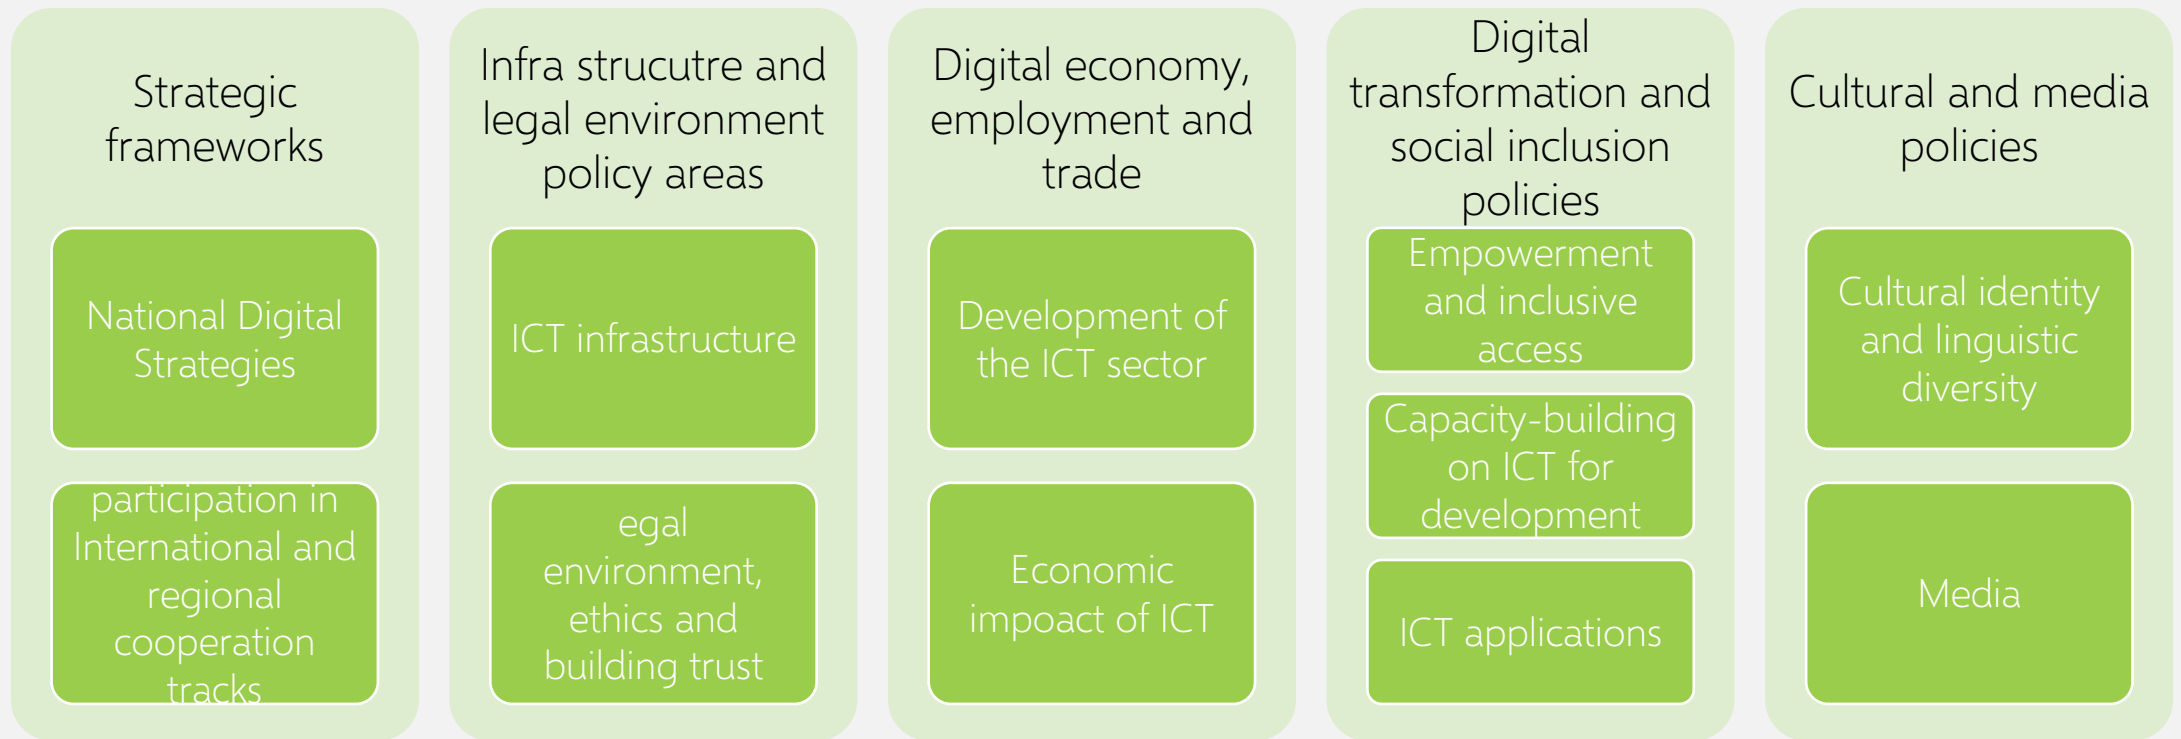 Strategic
frameworks
National Digital
Strategies
participation in
International and
regional
cooperation
tracks
Infra strucutre and
legal environment
policy areas
ICT infrastructure
egal
environment,
ethics and
building trust
Digital economy,
employment and
trade
Development of
the ICT sector
Economic
impoact of ICT
Digital
transformation and
social inclusion
policies
Empowerment
and inclusive
access
Capacity-building
on ICT for
development
ICT applications
Cultural and media
policies
Cultural identity
and linguistic
diversity
Media